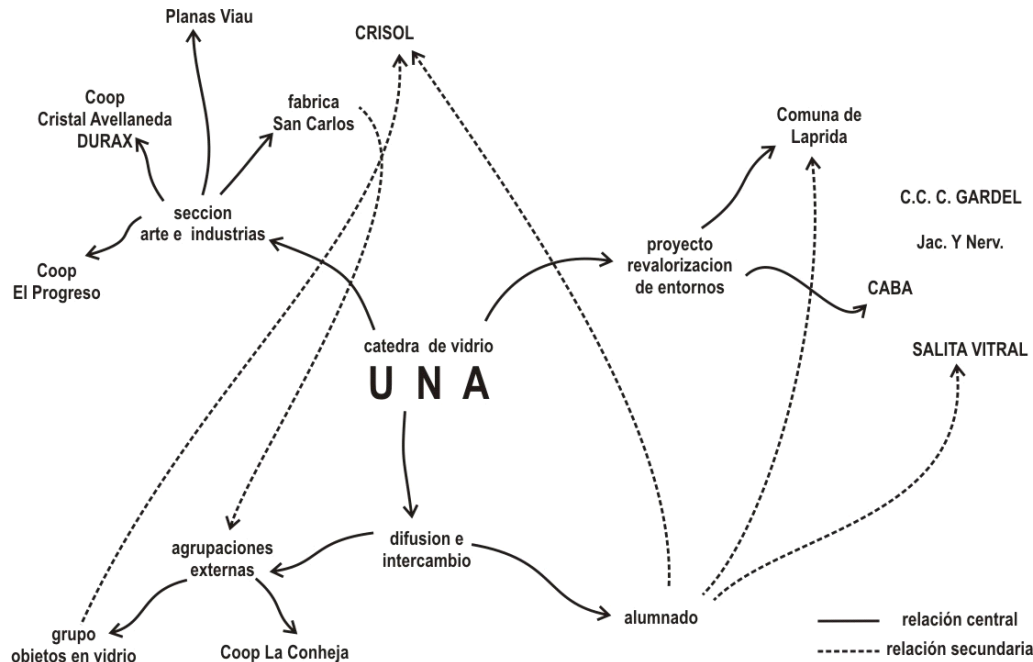 Planas Viau
CRISOL
Coop
Cristal Avellaneda
DURAX
fabrica
San Carlos
Comuna de
Laprida
C.C. C. GARDEL
Jac. Y Nerv.
seccion
arte e industrias
proyecto
revalorizacion
de entornos
Coop
El Progreso
CABA
catedra de vidrio
U N A
SALITA VITRAL
agrupaciones
externas
difusion e
intercambio
alumnado
grupo
objetos en vidrio
Coop La Conheja
relación central
relación secundaria